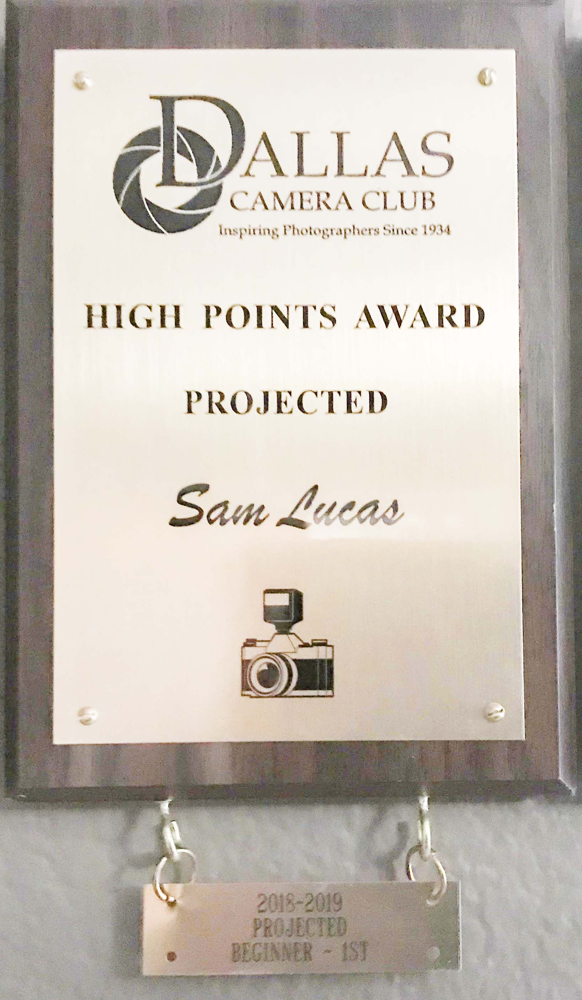 DALLAS
CAMERA CLUB
Inspiring Photographers Since 1934
HIGH POINTS AWARD
PROJECTED
Sam Lucas
2018-2019
PROJECTED
BEGINNER - 1ST